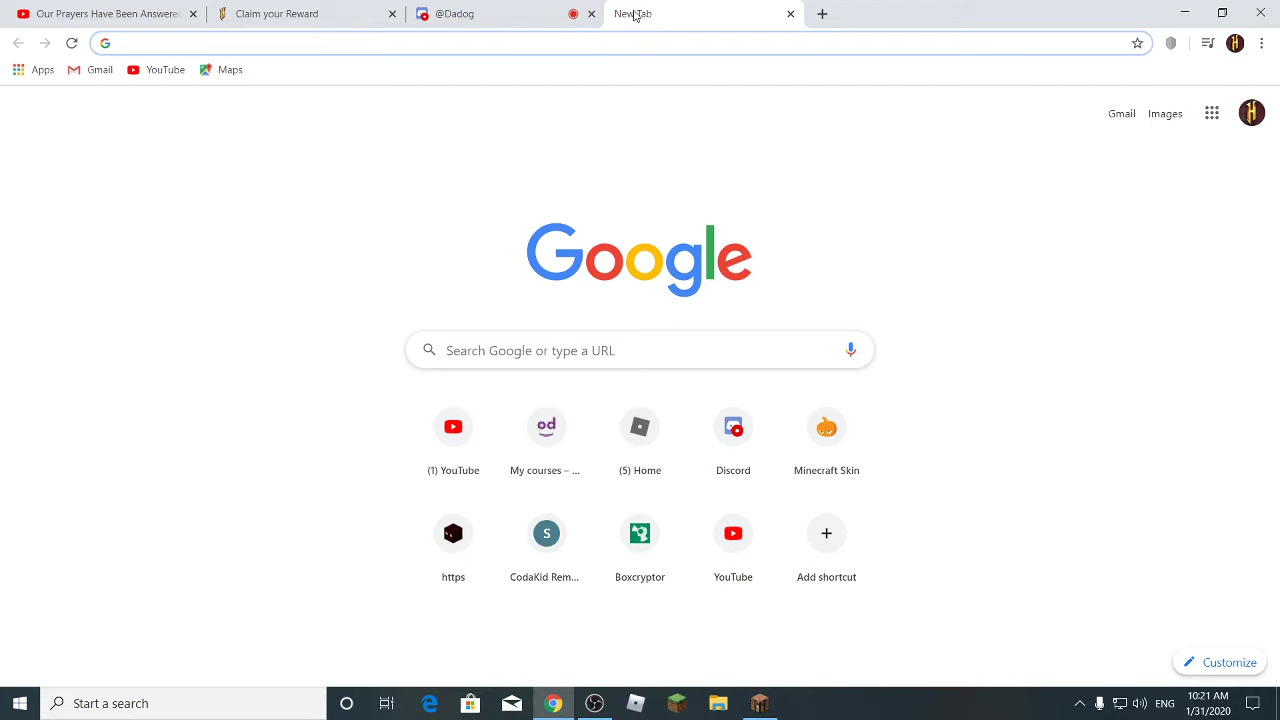 Our Prayers Have Been Answered
Claim your Reward
@Dadog
New Tab
Apps
Gmail
YouTube
Maps
Gmail
Images
Google
Search Google or type a URL
(1) YouTube
My courses – ...
(5) Home
Discord
Minecraft Skin
https
CodaKid Rem...
Boxcryptor
YouTube
Add shortcut
Customize
Start a search
10:21 AM
1/31/2020